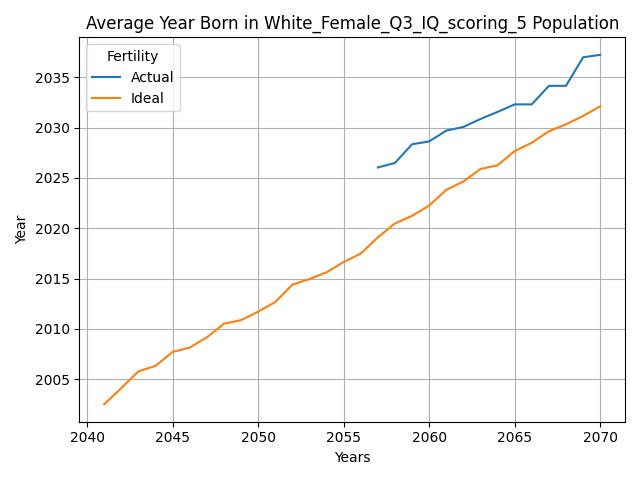 Average Year Born in White_Female_Q3_IQ_scoring_5 Population
Fertility
Actual
Ideal
Year
2035
2030
2025
2020
2015
2010
2005
2040 2045 2050 2055 2060 2065 2070
Years